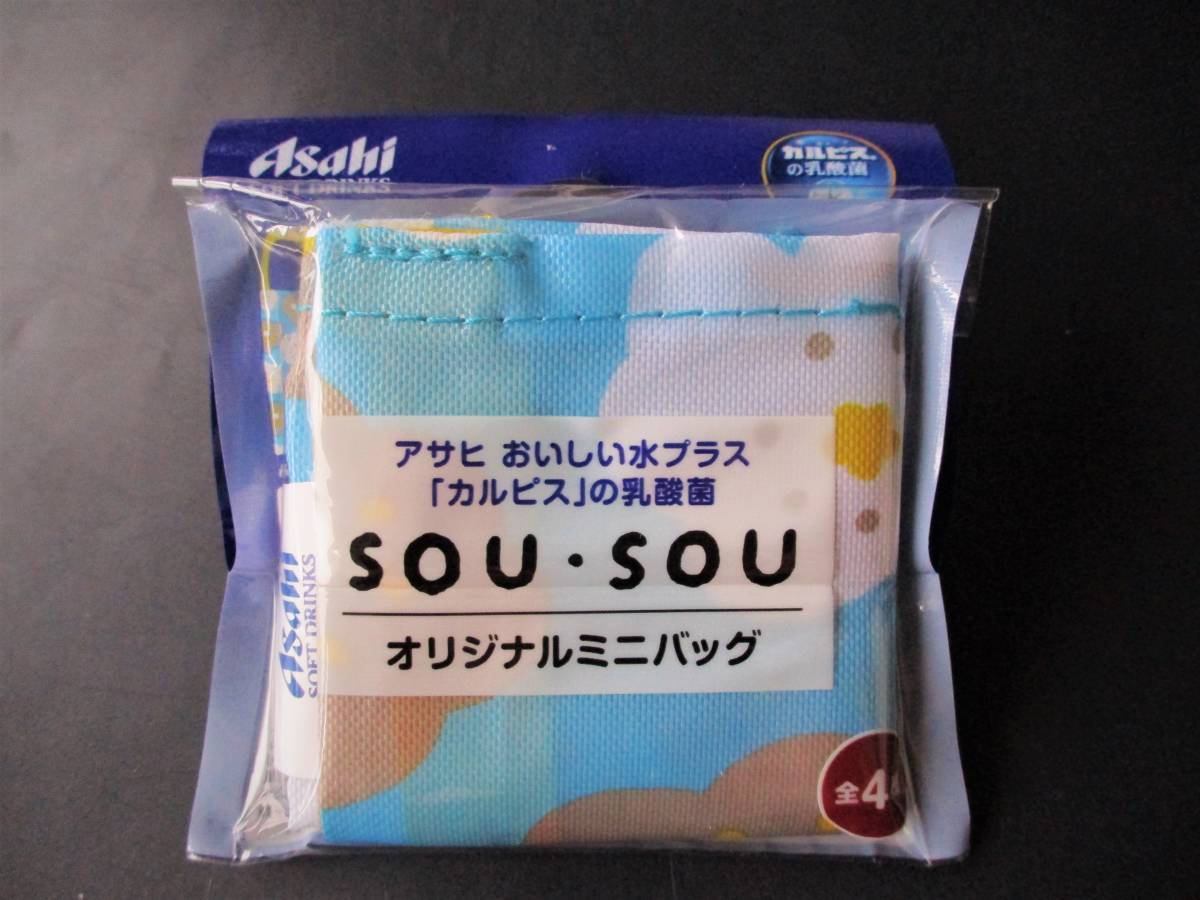 Asahi
SOFT DRINKS
カルピス®
の乳酸菌
アサヒ おいしい水プラス
「カルピス」の乳酸菌
SOU・SOU
オリジナルミニバッグ
Asahi
SOFT DRINKS
全4